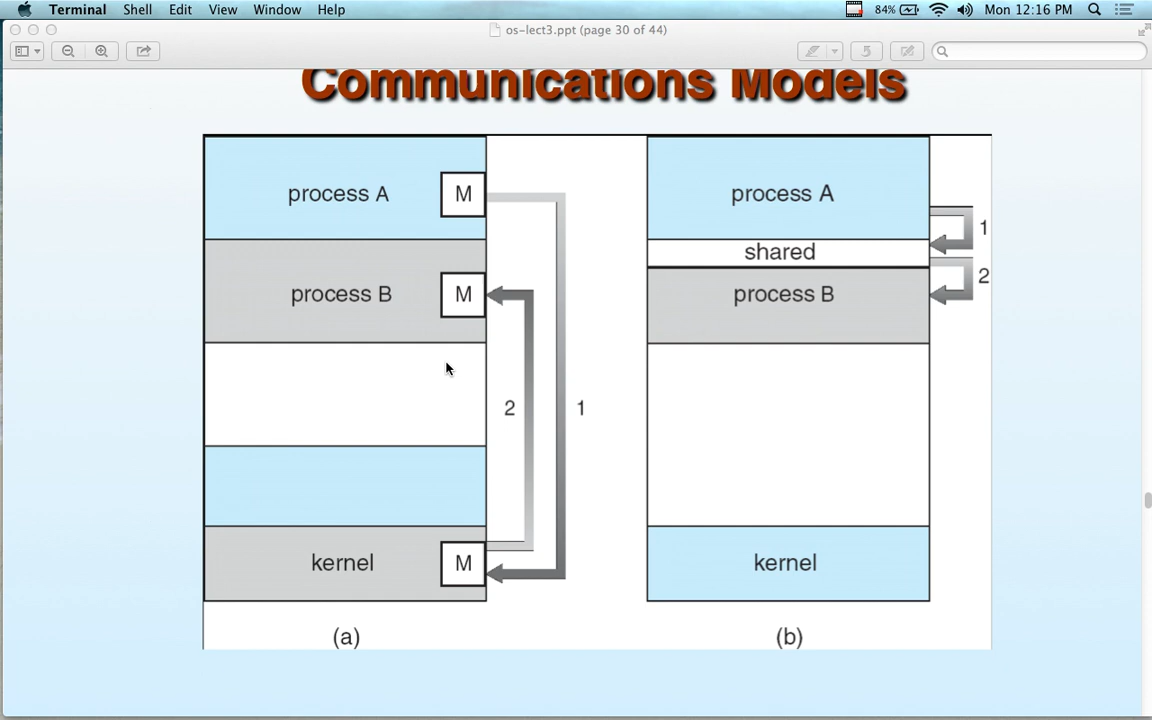 Terminal Shell Edit View Window Help 84% Mon 12:16 PM
os-lect3.ppt (page 30 of 44)
Communications Models
process A M
process B M
2 1
kernel M
(a)
process A
1
shared
2
process B
kernel
(b)